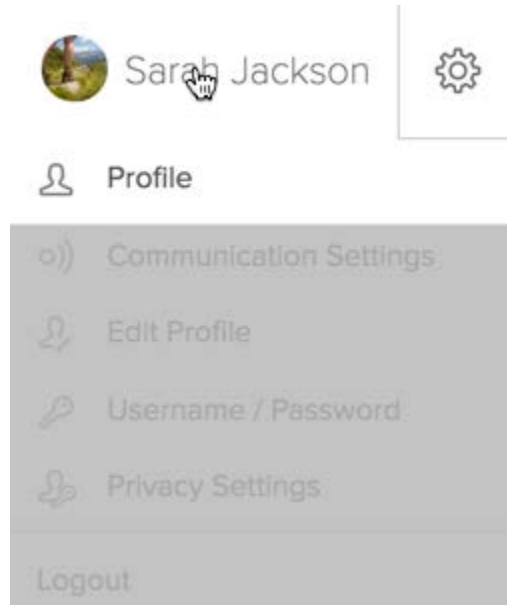 Sarah Jackson
Profile
Communication Settings
Edit Profile
Username / Password
Privacy Settings
Logout